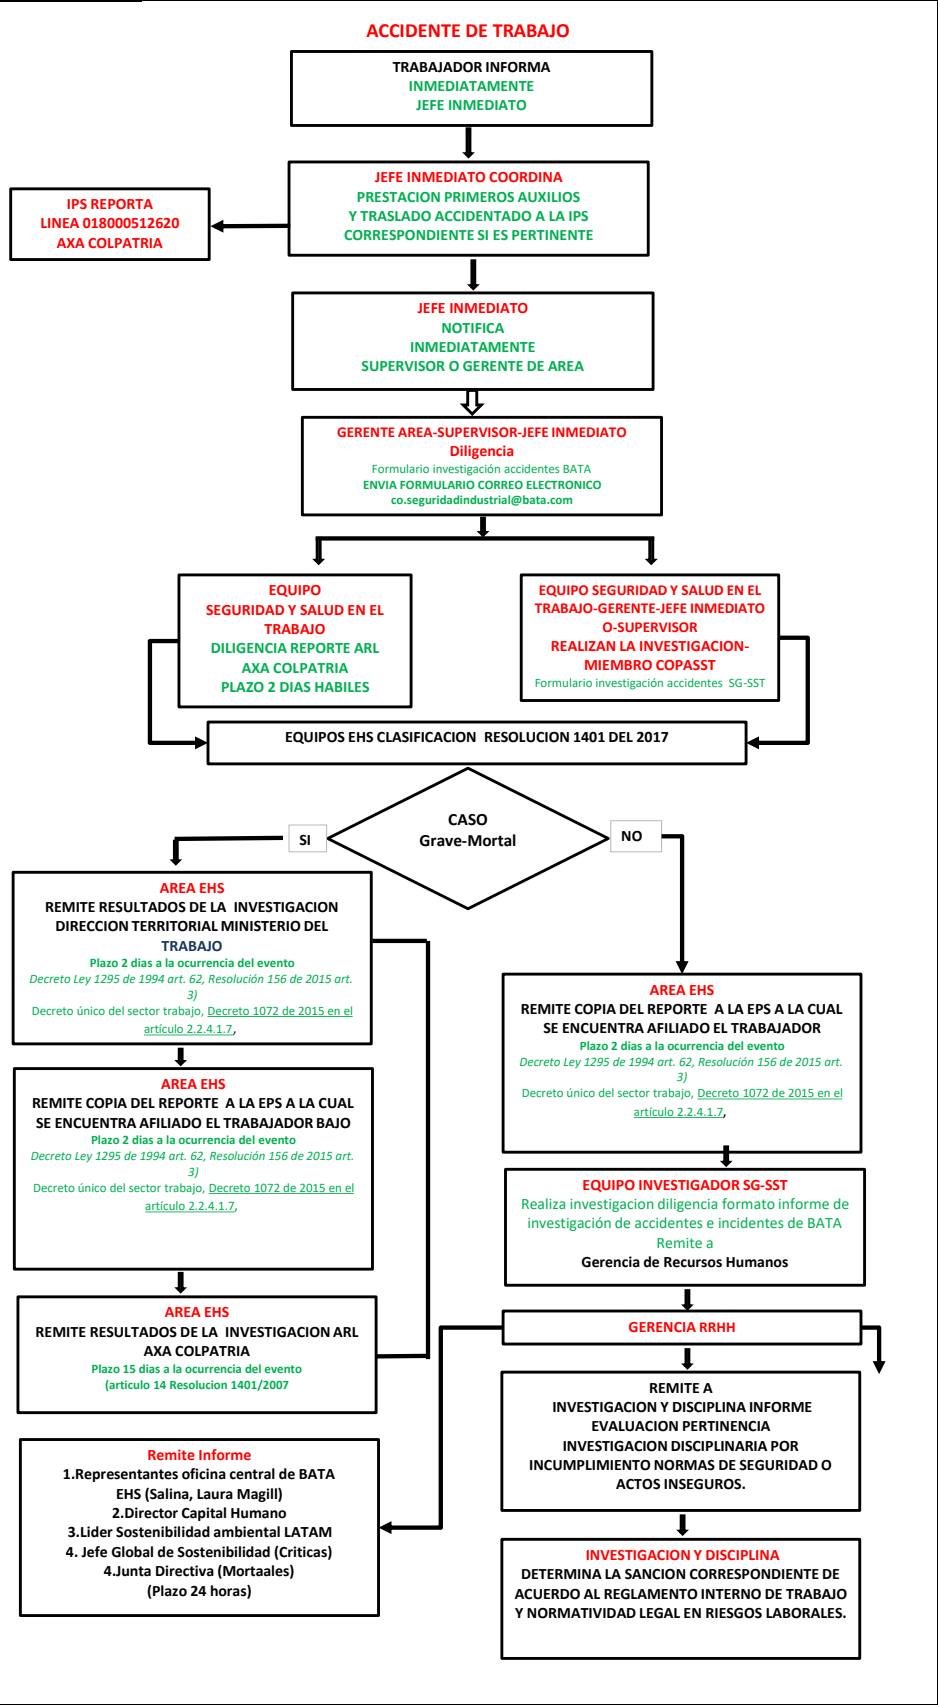 ACCIDENTE DE TRABAJO
TRABAJADOR INFORMA
INMEDIATAMENTE
JEFE INMEDIATO
JEFE INMEDIATO COORDINA
PRESTACION PRIMEROS AUXILIOS
Y TRASLADO ACCIDENTADO A LA IPS
CORRESPONDIENTE SI ES PERTINENTE
IPS REPORTA
LINEA 018000512620
AXA COLPATRIA
JEFE INMEDIATO
NOTIFICA
INMEDIATAMENTE
SUPERVISOR O GERENTE DE AREA
GERENTE AREA-SUPERVISOR-JEFE INMEDIATO
Diligencia
Formulario investigación accidentes BATA
ENVIA FORMULARIO CORREO ELECTRONICO
co.seguridadindustrial@bata.com
EQUIPO
SEGURIDAD Y SALUD EN EL
TRABAJO
DILIGENCIA REPORTE ARL
AXA COLPATRIA
PLAZO 2 DIAS HABILES
EQUIPO SEGURIDAD Y SALUD EN EL
TRABAJO-GERENTE-JEFE INMEDIATO
O-SUPERVISOR
REALIZAN LA INVESTIGACION-
MIEMBRO COPASST
Formulario investigación accidentes SG-SST
EQUIPOS EHS CLASIFICACION RESOLUCION 1401 DEL 2017
CASO
Grave-Mortal
SI
NO
AREA EHS
REMITE RESULTADOS DE LA INVESTIGACION
DIRECCION TERRITORIAL MINISTERIO DEL
TRABAJO
Plazo 2 dias a la ocurrencia del evento
Decreto Ley 1295 de 1994 art. 62, Resolución 156 de 2015 art.
3)
Decreto único del sector trabajo, Decreto 1072 de 2015 en el
artículo 2.2.4.1.7,
AREA EHS
REMITE COPIA DEL REPORTE A LA EPS A LA CUAL
SE ENCUENTRA AFILIADO EL TRABAJADOR BAJO
Plazo 2 dias a la ocurrencia del evento
Decreto Ley 1295 de 1994 art. 62, Resolución 156 de 2015 art.
3)
Decreto único del sector trabajo, Decreto 1072 de 2015 en el
artículo 2.2.4.1.7,
AREA EHS
REMITE RESULTADOS DE LA INVESTIGACION ARL
AXA COLPATRIA
Plazo 15 dias a la ocurrencia del evento
(articulo 14 Resolucion 1401/2007
Remite Informe
1.Representantes oficina central de BATA
EHS (Salina, Laura Magill)
2.Director Capital Humano
3.Lider Sostenibilidad ambiental LATAM
4. Jefe Global de Sostenibilidad (Criticas)
4.Junta Directiva (Mortaales)
(Plazo 24 horas)
AREA EHS
REMITE COPIA DEL REPORTE A LA EPS A LA CUAL
SE ENCUENTRA AFILIADO EL TRABAJADOR
Plazo 2 dias a la ocurrencia del evento
Decreto Ley 1295 de 1994 art. 62, Resolución 156 de 2015 art.
3)
Decreto único del sector trabajo, Decreto 1072 de 2015 en el
artículo 2.2.4.1.7,
EQUIPO INVESTIGADOR SG-SST
Realiza investigacion diligencia formato informe de
investigación de accidentes e incidentes de BATA
Remite a
Gerencia de Recursos Humanos
GERENCIA RRHH
REMITE A
INVESTIGACION Y DISCIPLINA INFORME
EVALUACION PERTINENCIA
INVESTIGACION DISCIPLINARIA POR
INCUMPLIMIENTO NORMAS DE SEGURIDAD O
ACTOS INSEGUROS.
INVESTIGACION Y DISCIPLINA
DETERMINA LA SANCION CORRESPONDIENTE DE
ACUERDO AL REGLAMENTO INTERNO DE TRABAJO
Y NORMATIVIDAD LEGAL EN RIESGOS LABORALES.